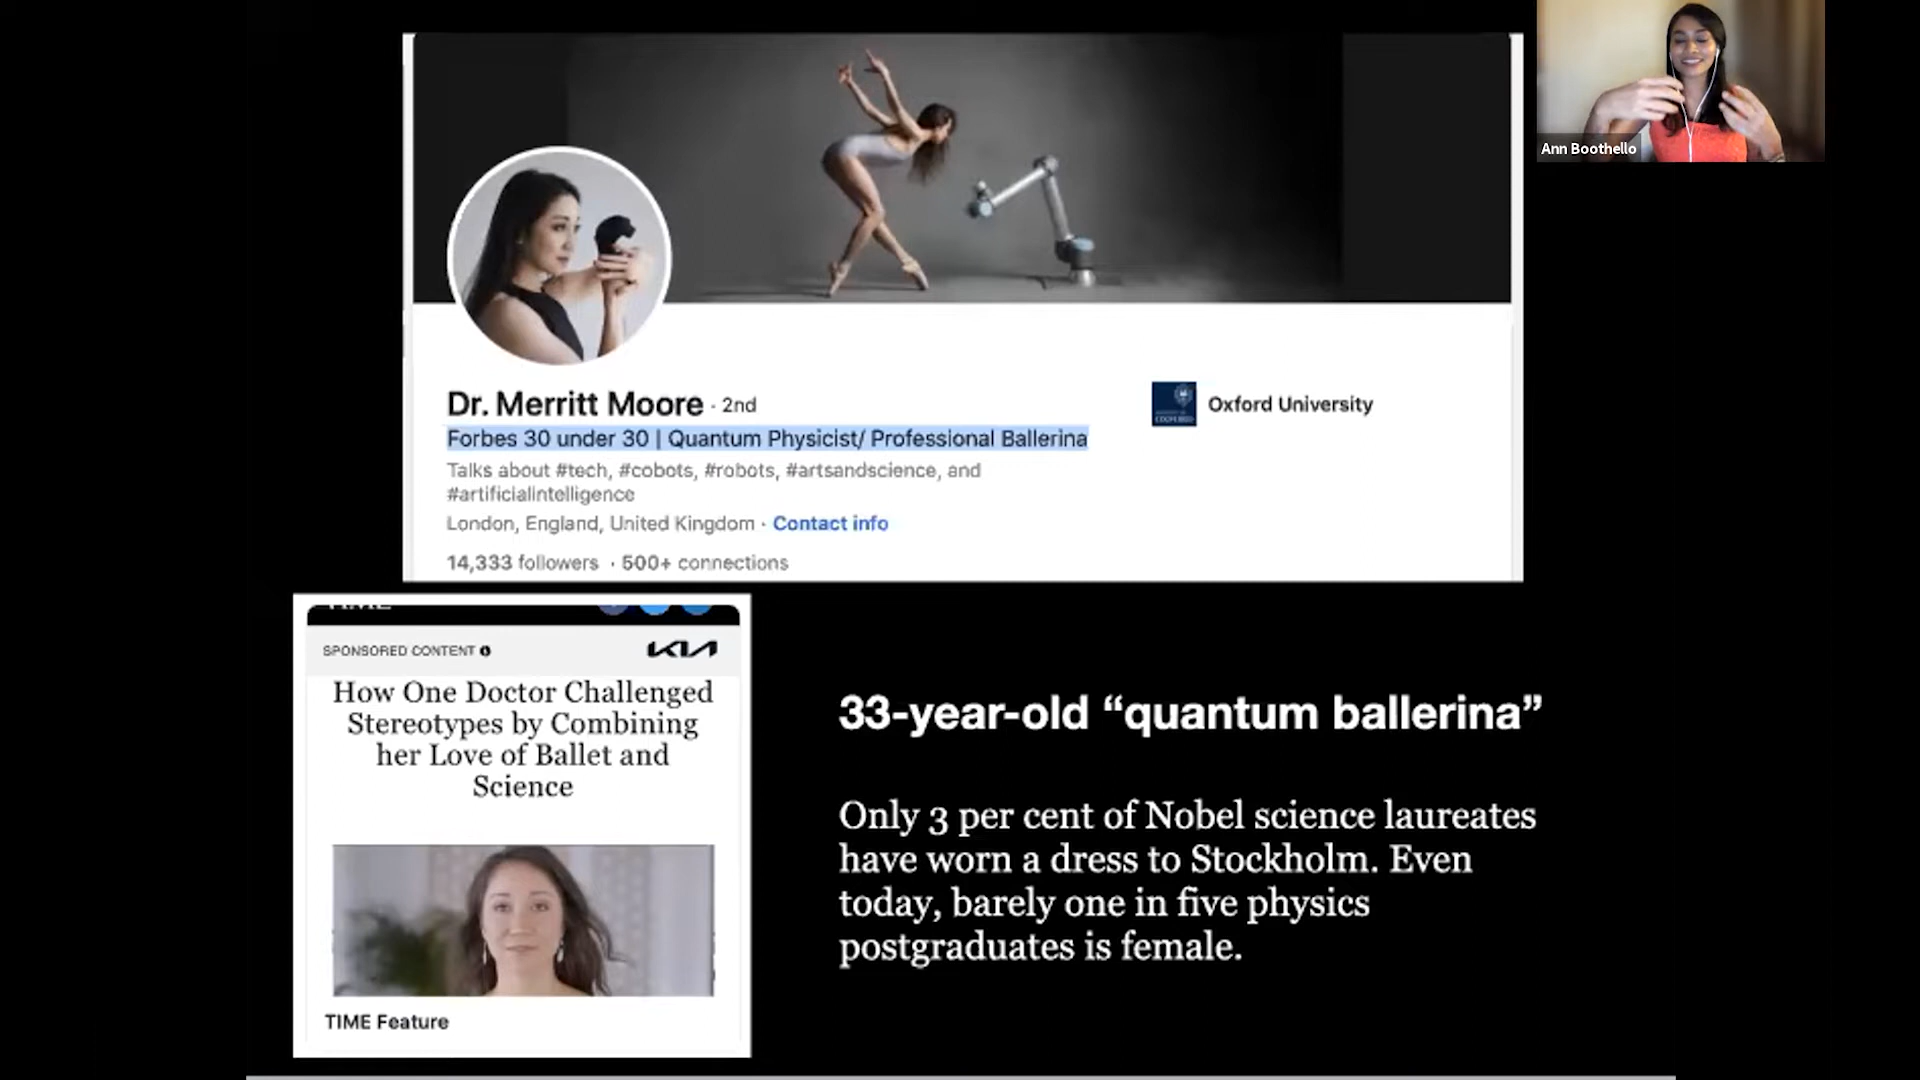 Ann Boothello
Dr. Merritt Moore · 2nd
Oxford University
Forbes 30 under 30 | Quantum Physicist/ Professional Ballerina
Talks about #tech, #cobots, #robots, #artsandscience, and
#artificialintelligence
London, England, United Kingdom · Contact info
14,333 followers · 500+ connections
TIME
SPONSORED CONTENT
KIA
How One Doctor Challenged
Stereotypes by Combining
her Love of Ballet and
Science
TIME Feature
33-year-old “quantum ballerina”
Only 3 per cent of Nobel science laureates
have worn a dress to Stockholm. Even
today, barely one in five physics
postgraduates is female.